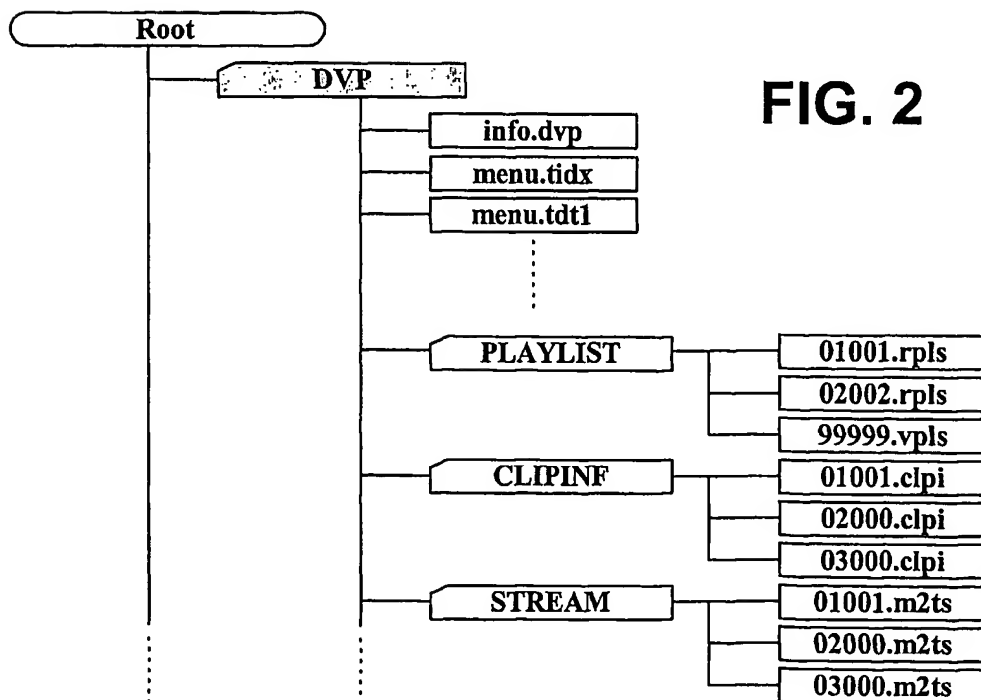 Root
DVP
FIG. 2
info.dvp
menu.tidx
menu.tdt1
PLAYLIST
01001.rpls
02002.rpls
99999.vpls
CLIPINF
01001.clpi
02000.clpi
03000.clpi
STREAM
01001.m2ts
02000.m2ts
03000.m2ts